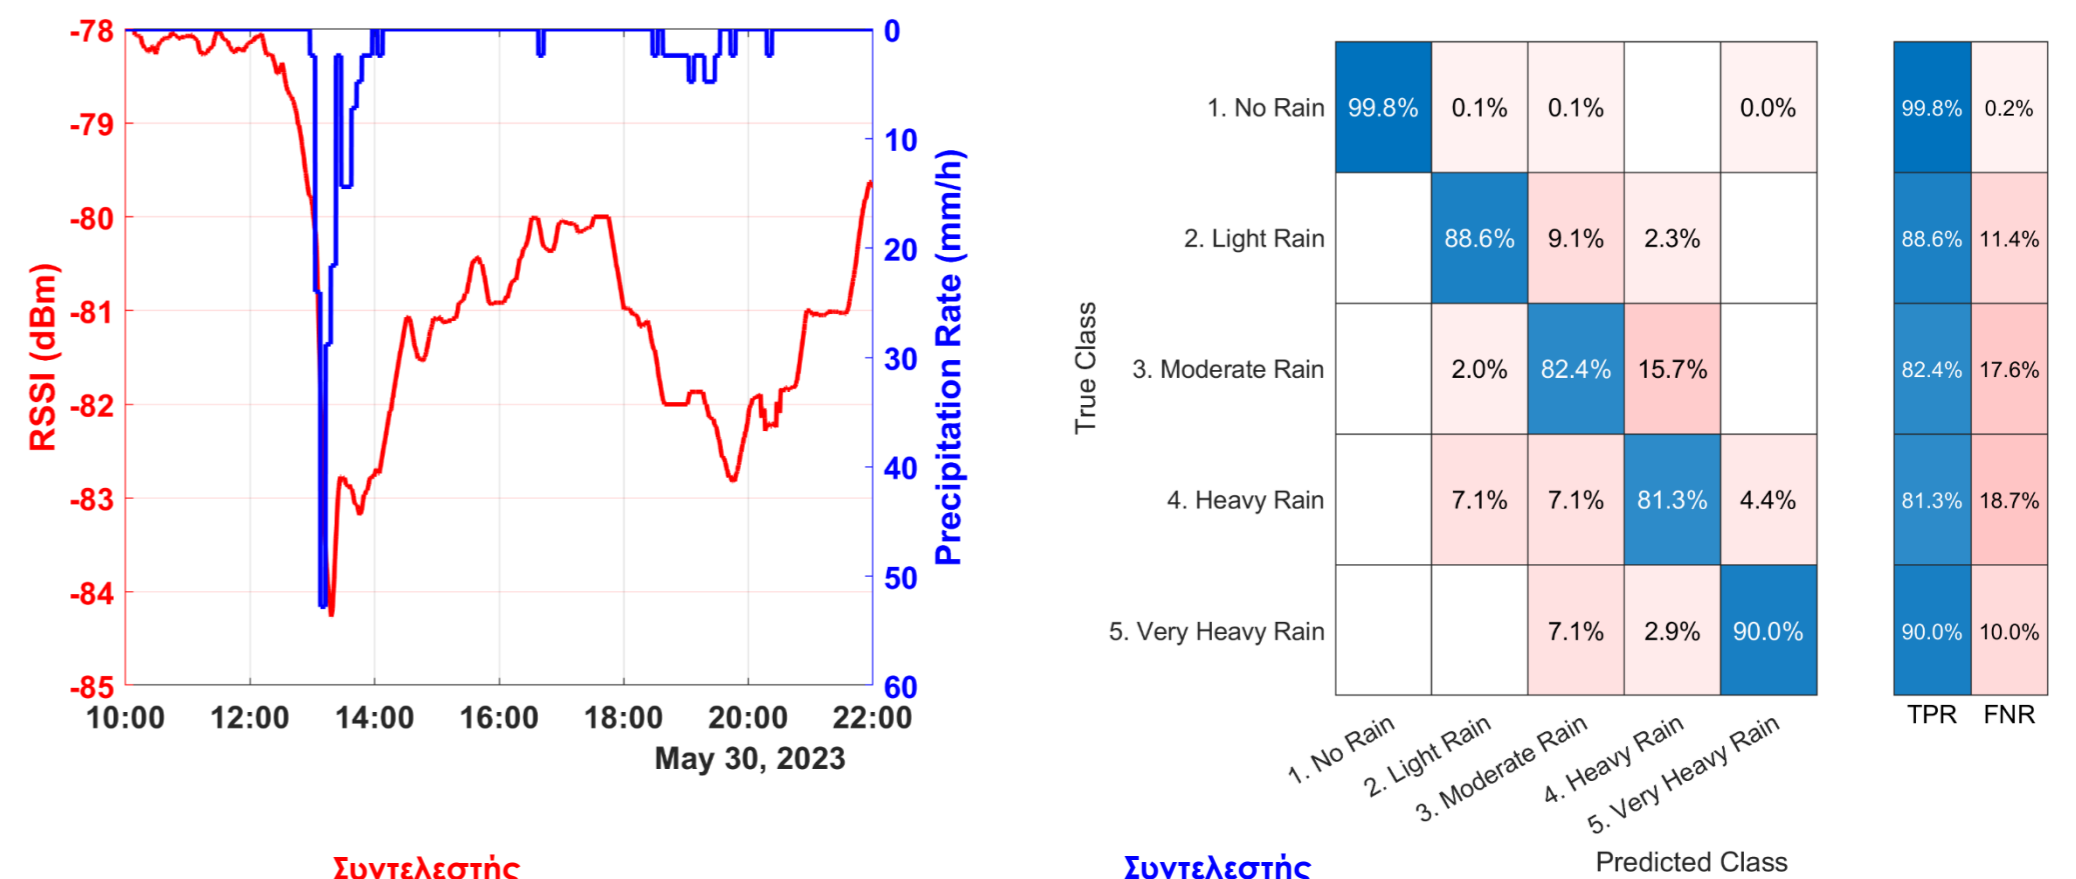 -78
-79
-80
-81
-82
-83
-84
-85
RSSI (dBm)
0
10
20
30
40
50
60
Precipitation Rate (mm/h)
10:00 12:00 14:00 16:00 18:00 20:00 22:00
May 30, 2023
True Class
1. No Rain 99.8% 0.1% 0.1% 0.0% 99.8% 0.2%
2. Light Rain 88.6% 9.1% 2.3% 88.6% 11.4%
3. Moderate Rain 2.0% 82.4% 15.7% 82.4% 17.6%
4. Heavy Rain 7.1% 7.1% 81.3% 4.4% 81.3% 18.7%
5. Very Heavy Rain 7.1% 2.9% 90.0% 90.0% 10.0%
TPR FNR
1. No Rain
2. Light Rain
3. Moderate Rain
4. Heavy Rain
5. Very Heavy Rain
Predicted Class
Συντελεστής
Συντελεστής